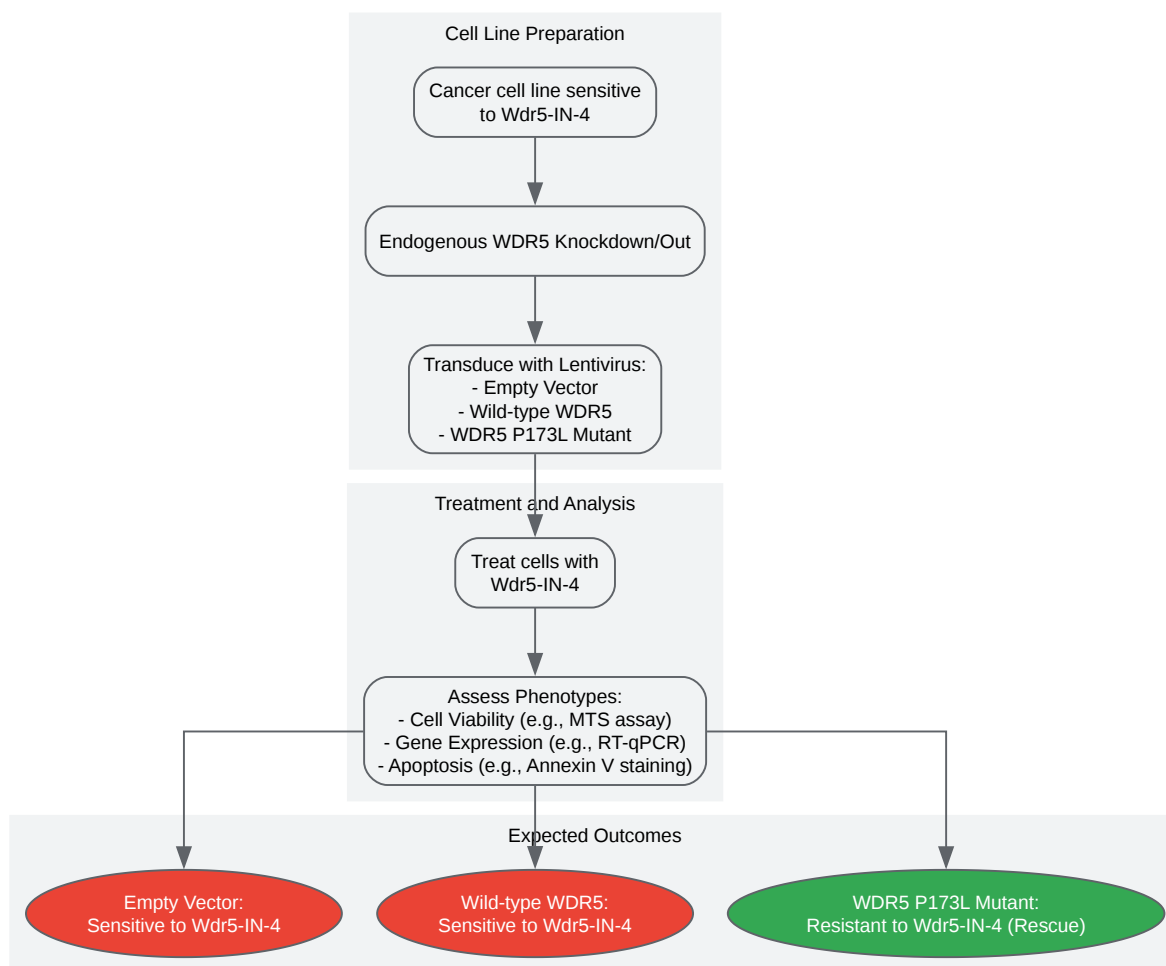 Cell Line Preparation
Cancer cell line sensitive
to Wdr5-IN-4
Endogenous WDR5 Knockdown/Out
Transduce with Lentivirus:
- Empty Vector
- Wild-type WDR5
- WDR5 P173L Mutant
Treatment and Analysis
Treat cells with
Wdr5-IN-4
Assess Phenotypes:
- Cell Viability (e.g., MTS assay)
- Gene Expression (e.g., RT-qPCR)
- Apoptosis (e.g., Annexin V staining)
Expected Outcomes
Empty Vector:
Sensitive to Wdr5-IN-4
Wild-type WDR5:
Sensitive to Wdr5-IN-4
WDR5 P173L Mutant:
Resistant to Wdr5-IN-4 (Rescue)